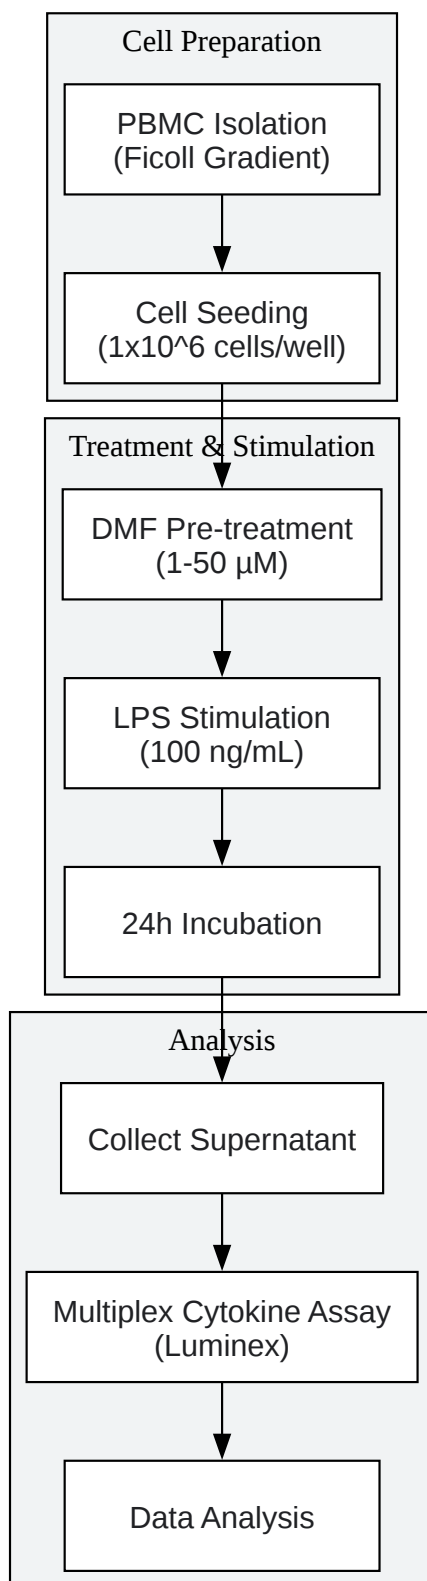 Cell Preparation
PBMC Isolation
(Ficoll Gradient)
Cell Seeding
(1x10^6 cells/well)
Treatment & Stimulation
DMF Pre-treatment
(1-50 µM)
LPS Stimulation
(100 ng/mL)
24h Incubation
Analysis
Collect Supernatant
Multiplex Cytokine Assay
(Luminex)
Data Analysis